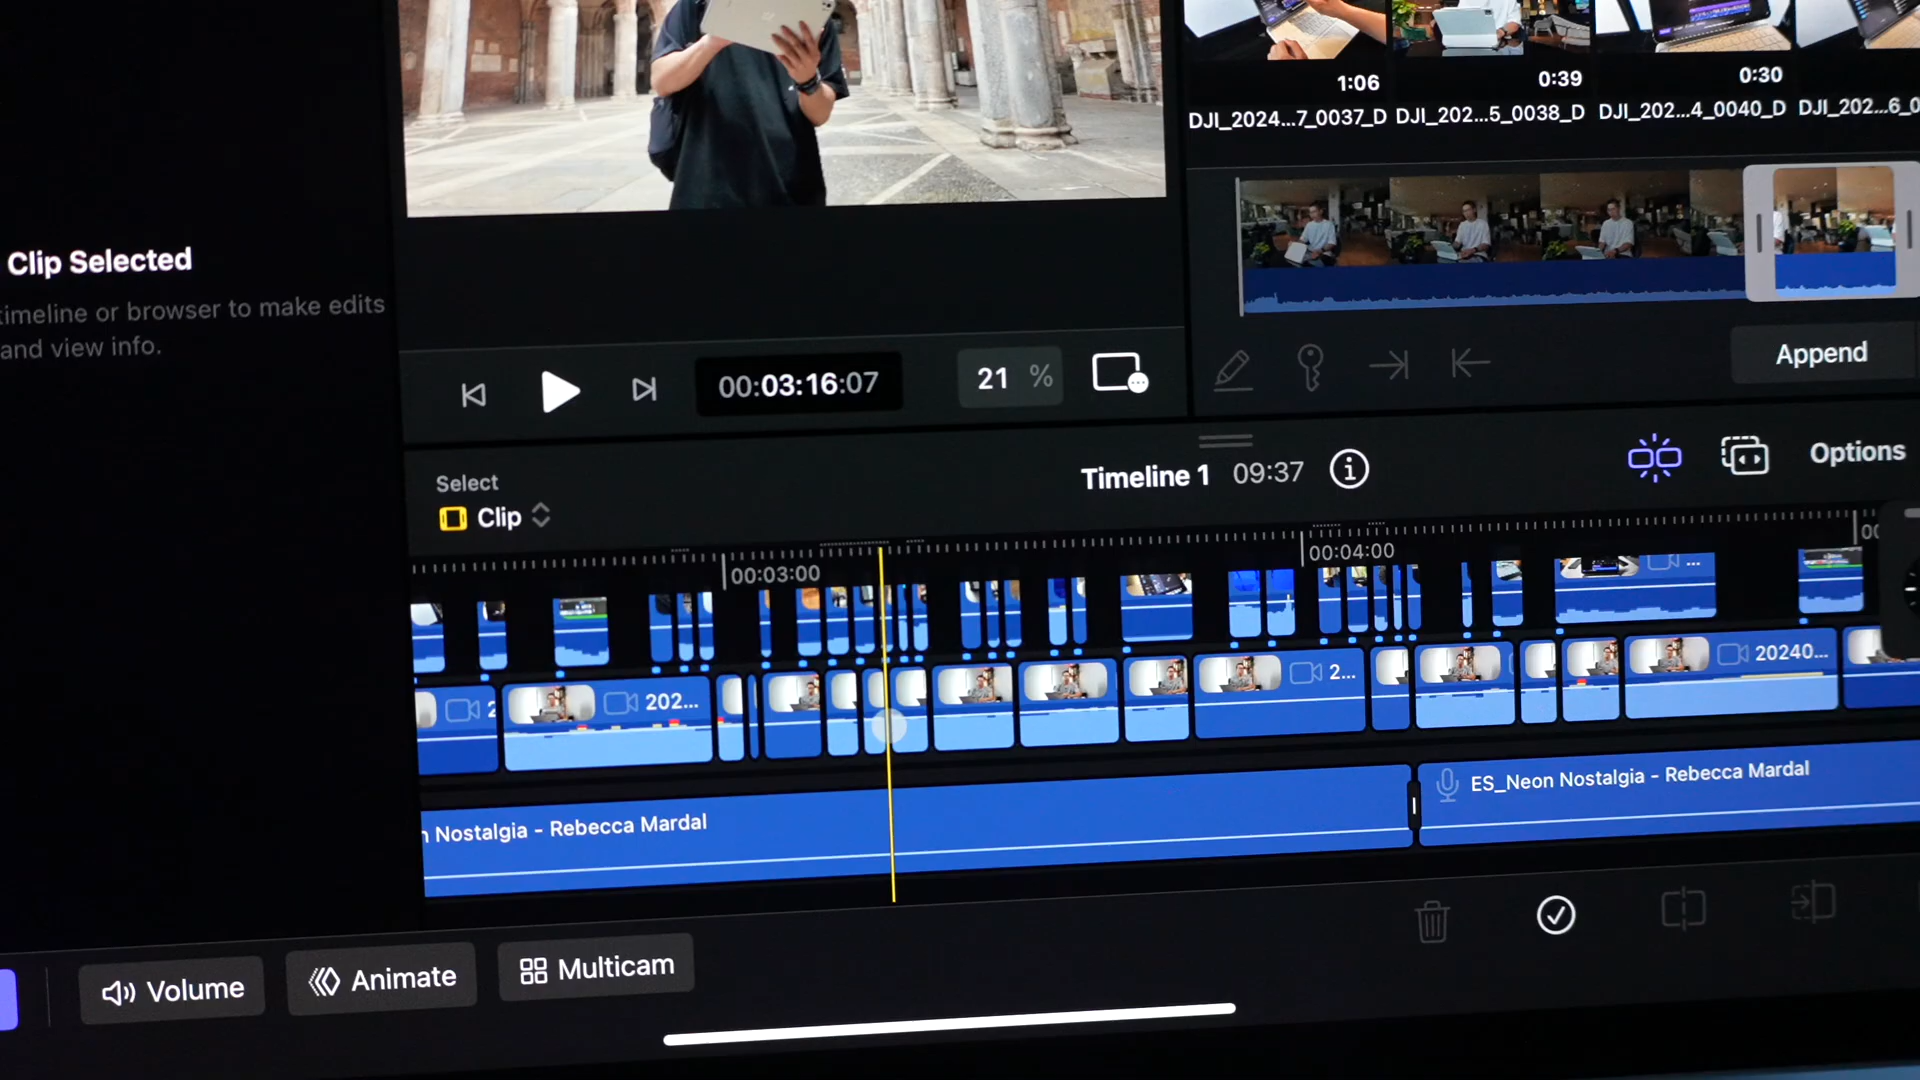 1:06
0:39
0:30
DJI_2024...7_0037_D
DJI_202...5_0038_D
DJI_202...4_0040_D
DJI_202...6_0
Clip Selected
timeline or browser to make edits
and view info.
00:03:16:07
21 %
Append
Select
Clip
Timeline 1 09:37
Options
00:03:00
00:04:00
00
2
202...
2...
20240...
n Nostalgia - Rebecca Mardal
ES_Neon Nostalgia - Rebecca Mardal
Volume
Animate
Multicam